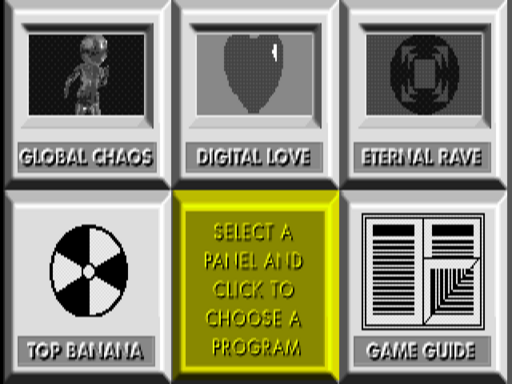 GLOBAL CHAOS
DIGITAL LOVE
ETERNAL RAVE
TOP BANANA
SELECT A
PANEL AND
CLICK TO
CHOOSE A
PROGRAM
GAME GUIDE